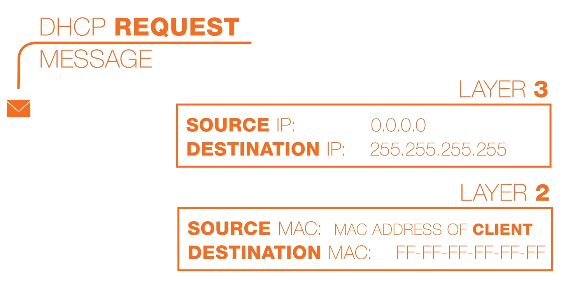 DHCP REQUEST
MESSAGE
LAYER 3
SOURCE IP: 0.0.0.0
DESTINATION IP: 255.255.255.255
LAYER 2
SOURCE MAC: MAC ADDRESS OF CLIENT
DESTINATION MAC: FF-FF-FF-FF-FF-FF